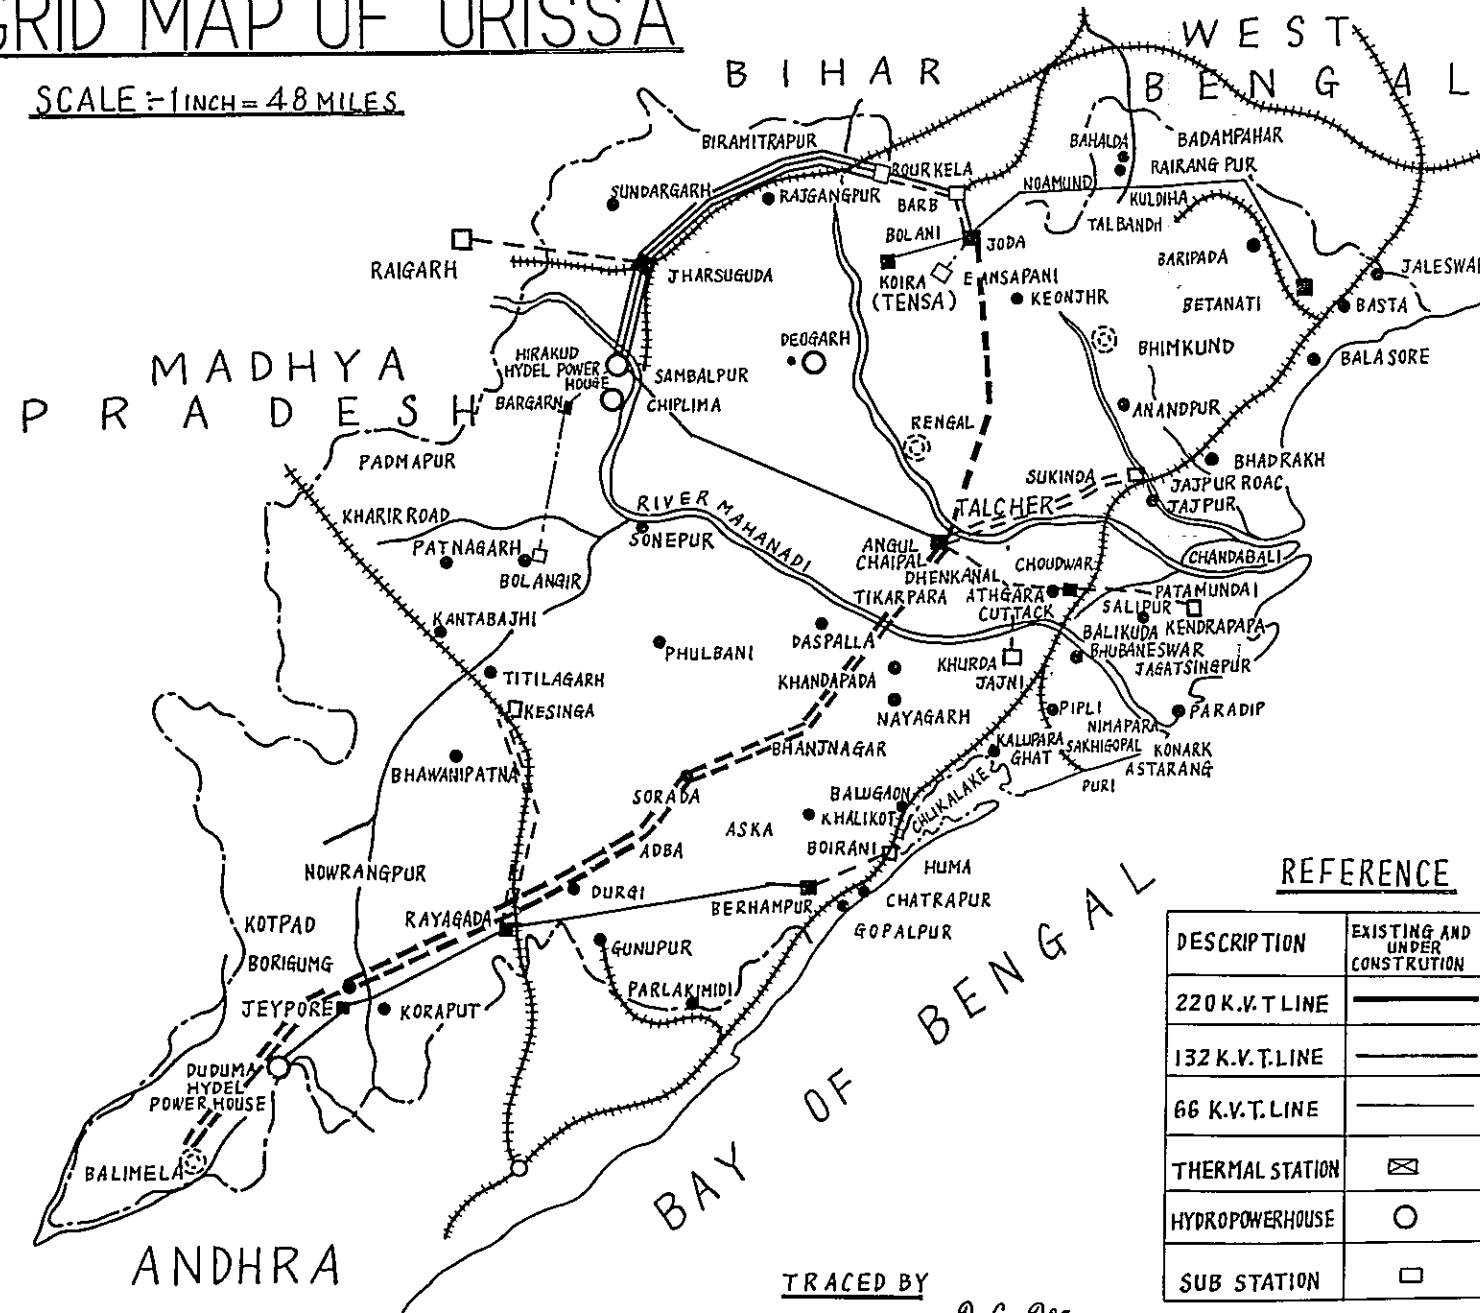 GRID MAP OF ORISSA
SCALE :- 1 INCH = 48 MILES
BIHAR
WEST
BENGAL
BIRAMITRAPUR
BAHALDA
BADAMPAHAR
RAIRANG PUR
ROURKELA
SUNDARGARH
RAJGANGPUR
BARB
NOAMUND
KULDIHA
TALBANDH
BOLANI
JODA
RAIGARH
JHARSUGUDA
KOIRA
(TENSA)
KEONJHR
BARIPADA
JALESWAR
BETANATI
BASTA
DEOGARH
BHIMKUND
BALASORE
MADHYA
PRADESH
HIRAKUD
HYDEL POWER
HOUGE
SAMBALPUR
BARGARN
CHIPLIMA
ANANDPUR
RENGAL
PADMAPUR
BHADRAKH
SUKINDA
JAJPUR ROAC
JAJPUR
RIVER MAHANADI
TALCHER
KHARIR ROAD
SONEPUR
PATNAGARH
BOLANGIR
ANGUL
CHAIPAL
CHOUDWAR
CHANDABALI
DHENKANAL
TIKARPARA
ATHGARA
CUTTACK
PATAMUNDAI
SALIPUR
KANTABAJHI
BALIKUDA
KENDRAPAPA
PHULBANI
DASPALLA
BHUBANESWAR
KHURDA
JAGATSINGPUR
JAJNI
TITILAGARH
KHANDAPADA
KESINGA
NAYAGARH
PIPLI
PARADIP
NIMAPARA
BHANJNAGAR
KALUPARA
GHAT
SAKHIGOPAL
KONARK
BHAWANIPATNA
ASTARANG
PURI
SORADA
BALUGAON
CHLIKALAKE
ASKA
KHALIKOT
ADBA
BOIRANI
NOWRANGPUR
HUMA
DURGI
BERHAMPUR
CHATRAPUR
RAYAGADA
GOPALPUR
KOTPAD
GUNUPUR
BORIGUMG
PARLAKIMIDI
JEYPORE
KORAPUT
BAY OF BENGAL
DUDUMA
HYDEL
POWER HOUSE
BALIMELA
ANDHRA
REFERENCE
DESCRIPTION
EXISTING AND
UNDER
CONSTRUTION
220 K.V.T LINE
132 K.V.T.LINE
66 K.V.T.LINE
THERMAL STATION
HYDROPOWERHOUSE
SUB STATION
TRACED BY